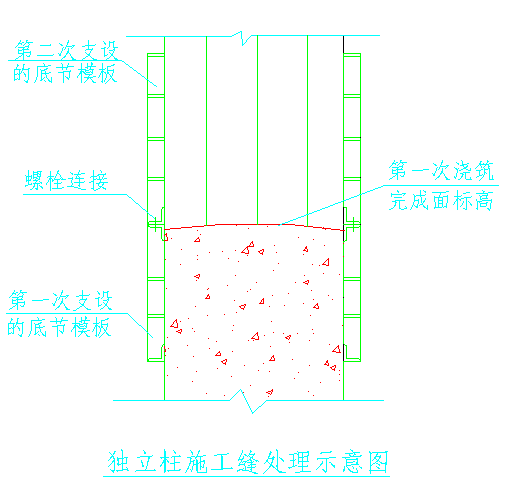 第二次支设
的底节模板
螺栓连接
第一次浇筑
完成面标高
第一次支设
的底节模板
独立柱施工缝处理示意图